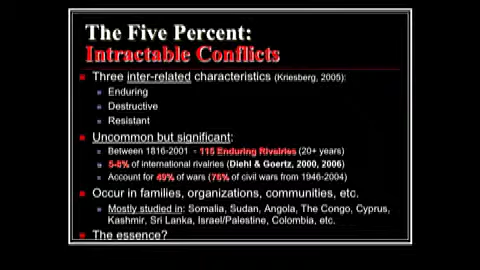 The Five Percent:
Intractable Conflicts
Three inter-related characteristics (Kriesberg, 2005):
Enduring
Destructive
Resistant
Uncommon but significant:
Between 1816-2001 = 115 Enduring Rivalries (20+ years)
5-8% of international rivalries (Diehl & Goertz, 2000, 2006)
Account for 49% of wars (76% of civil wars from 1946-2004)
Occur in families, organizations, communities, etc.
Mostly studied in: Somalia, Sudan, Angola, The Congo, Cyprus,
Kashmir, Sri Lanka, Israel/Palestine, Colombia, etc.
The essence?